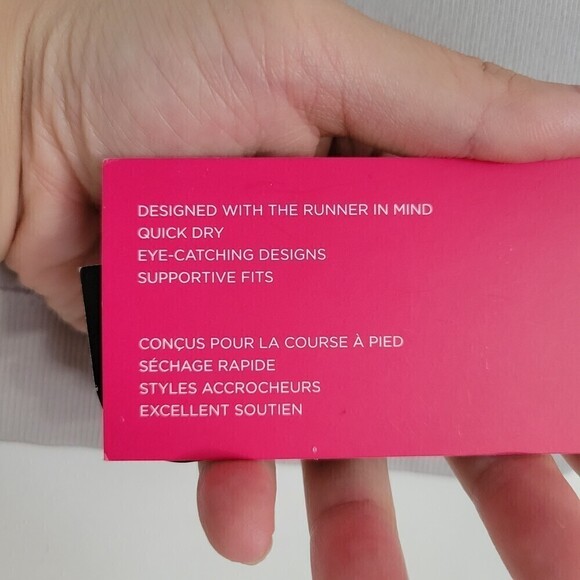 DESIGNED WITH THE RUNNER IN MIND
QUICK DRY
EYE-CATCHING DESIGNS
SUPPORTIVE FITS
CONÇUS POUR LA COURSE À PIED
SÉCHAGE RAPIDE
STYLES ACCROCHEURS
EXCELLENT SOUTIEN